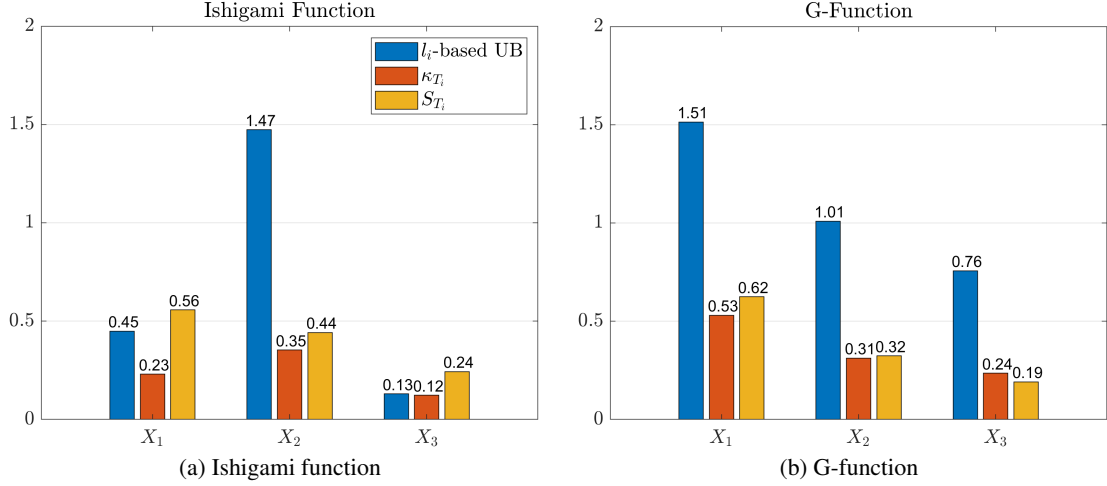 Ishigami Function
2
1.5
1
0.5
0
l_i-based UB
κ_{T_i}
S_{T_i}
0.45
0.23
0.56
1.47
0.35
0.44
0.13
0.12
0.24
X_1
X_2
X_3
(a) Ishigami function
G-Function
2
1.5
1
0.5
0
1.51
0.53
0.62
1.01
0.31
0.32
0.76
0.24
0.19
X_1
X_2
X_3
(b) G-function